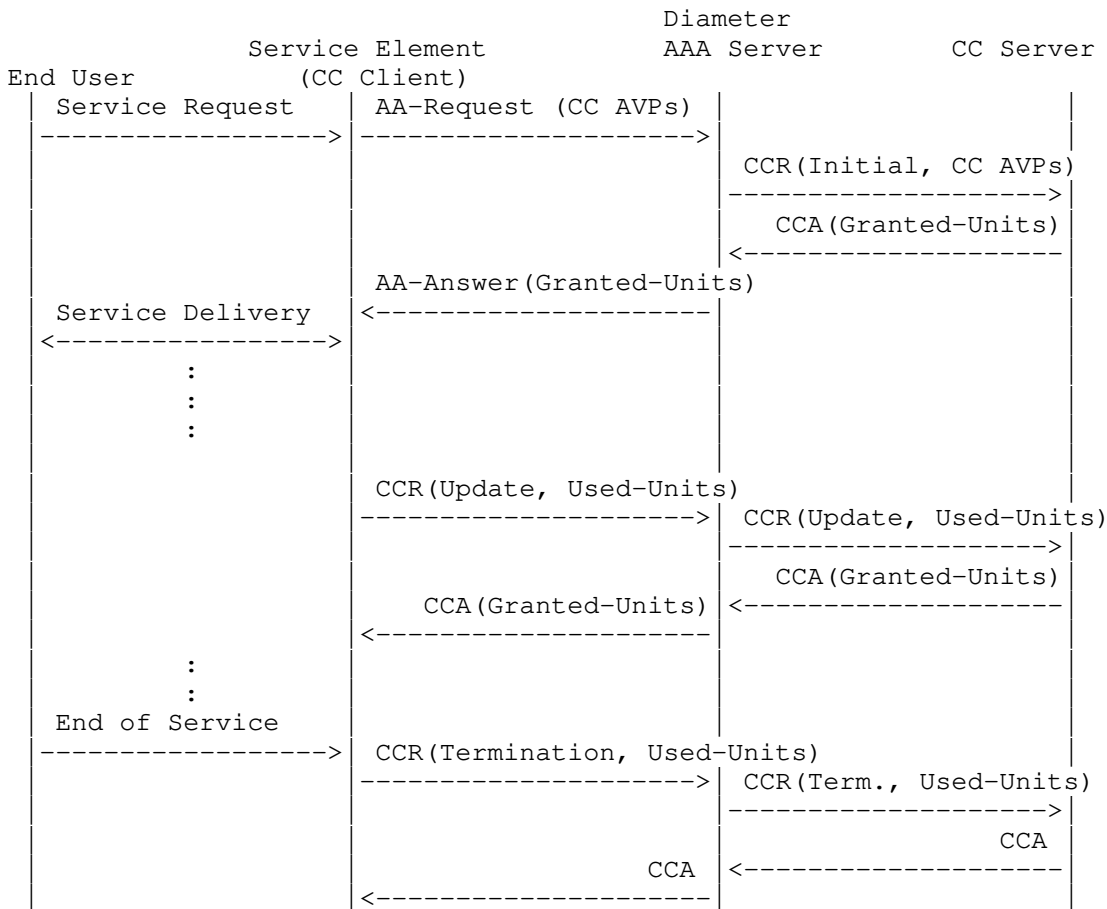 Diameter
Service Element AAA Server CC Server
End User (CC Client)
Service Request AA-Request (CC AVPs)
CCR(Initial, CC AVPs)
CCA(Granted-Units)
AA-Answer(Granted-Units)
Service Delivery
:
:
:
CCR(Update, Used-Units)
CCR(Update, Used-Units)
CCA(Granted-Units)
CCA(Granted-Units)
:
:
End of Service
CCR(Termination, Used-Units)
CCR(Term., Used-Units)
CCA
CCA